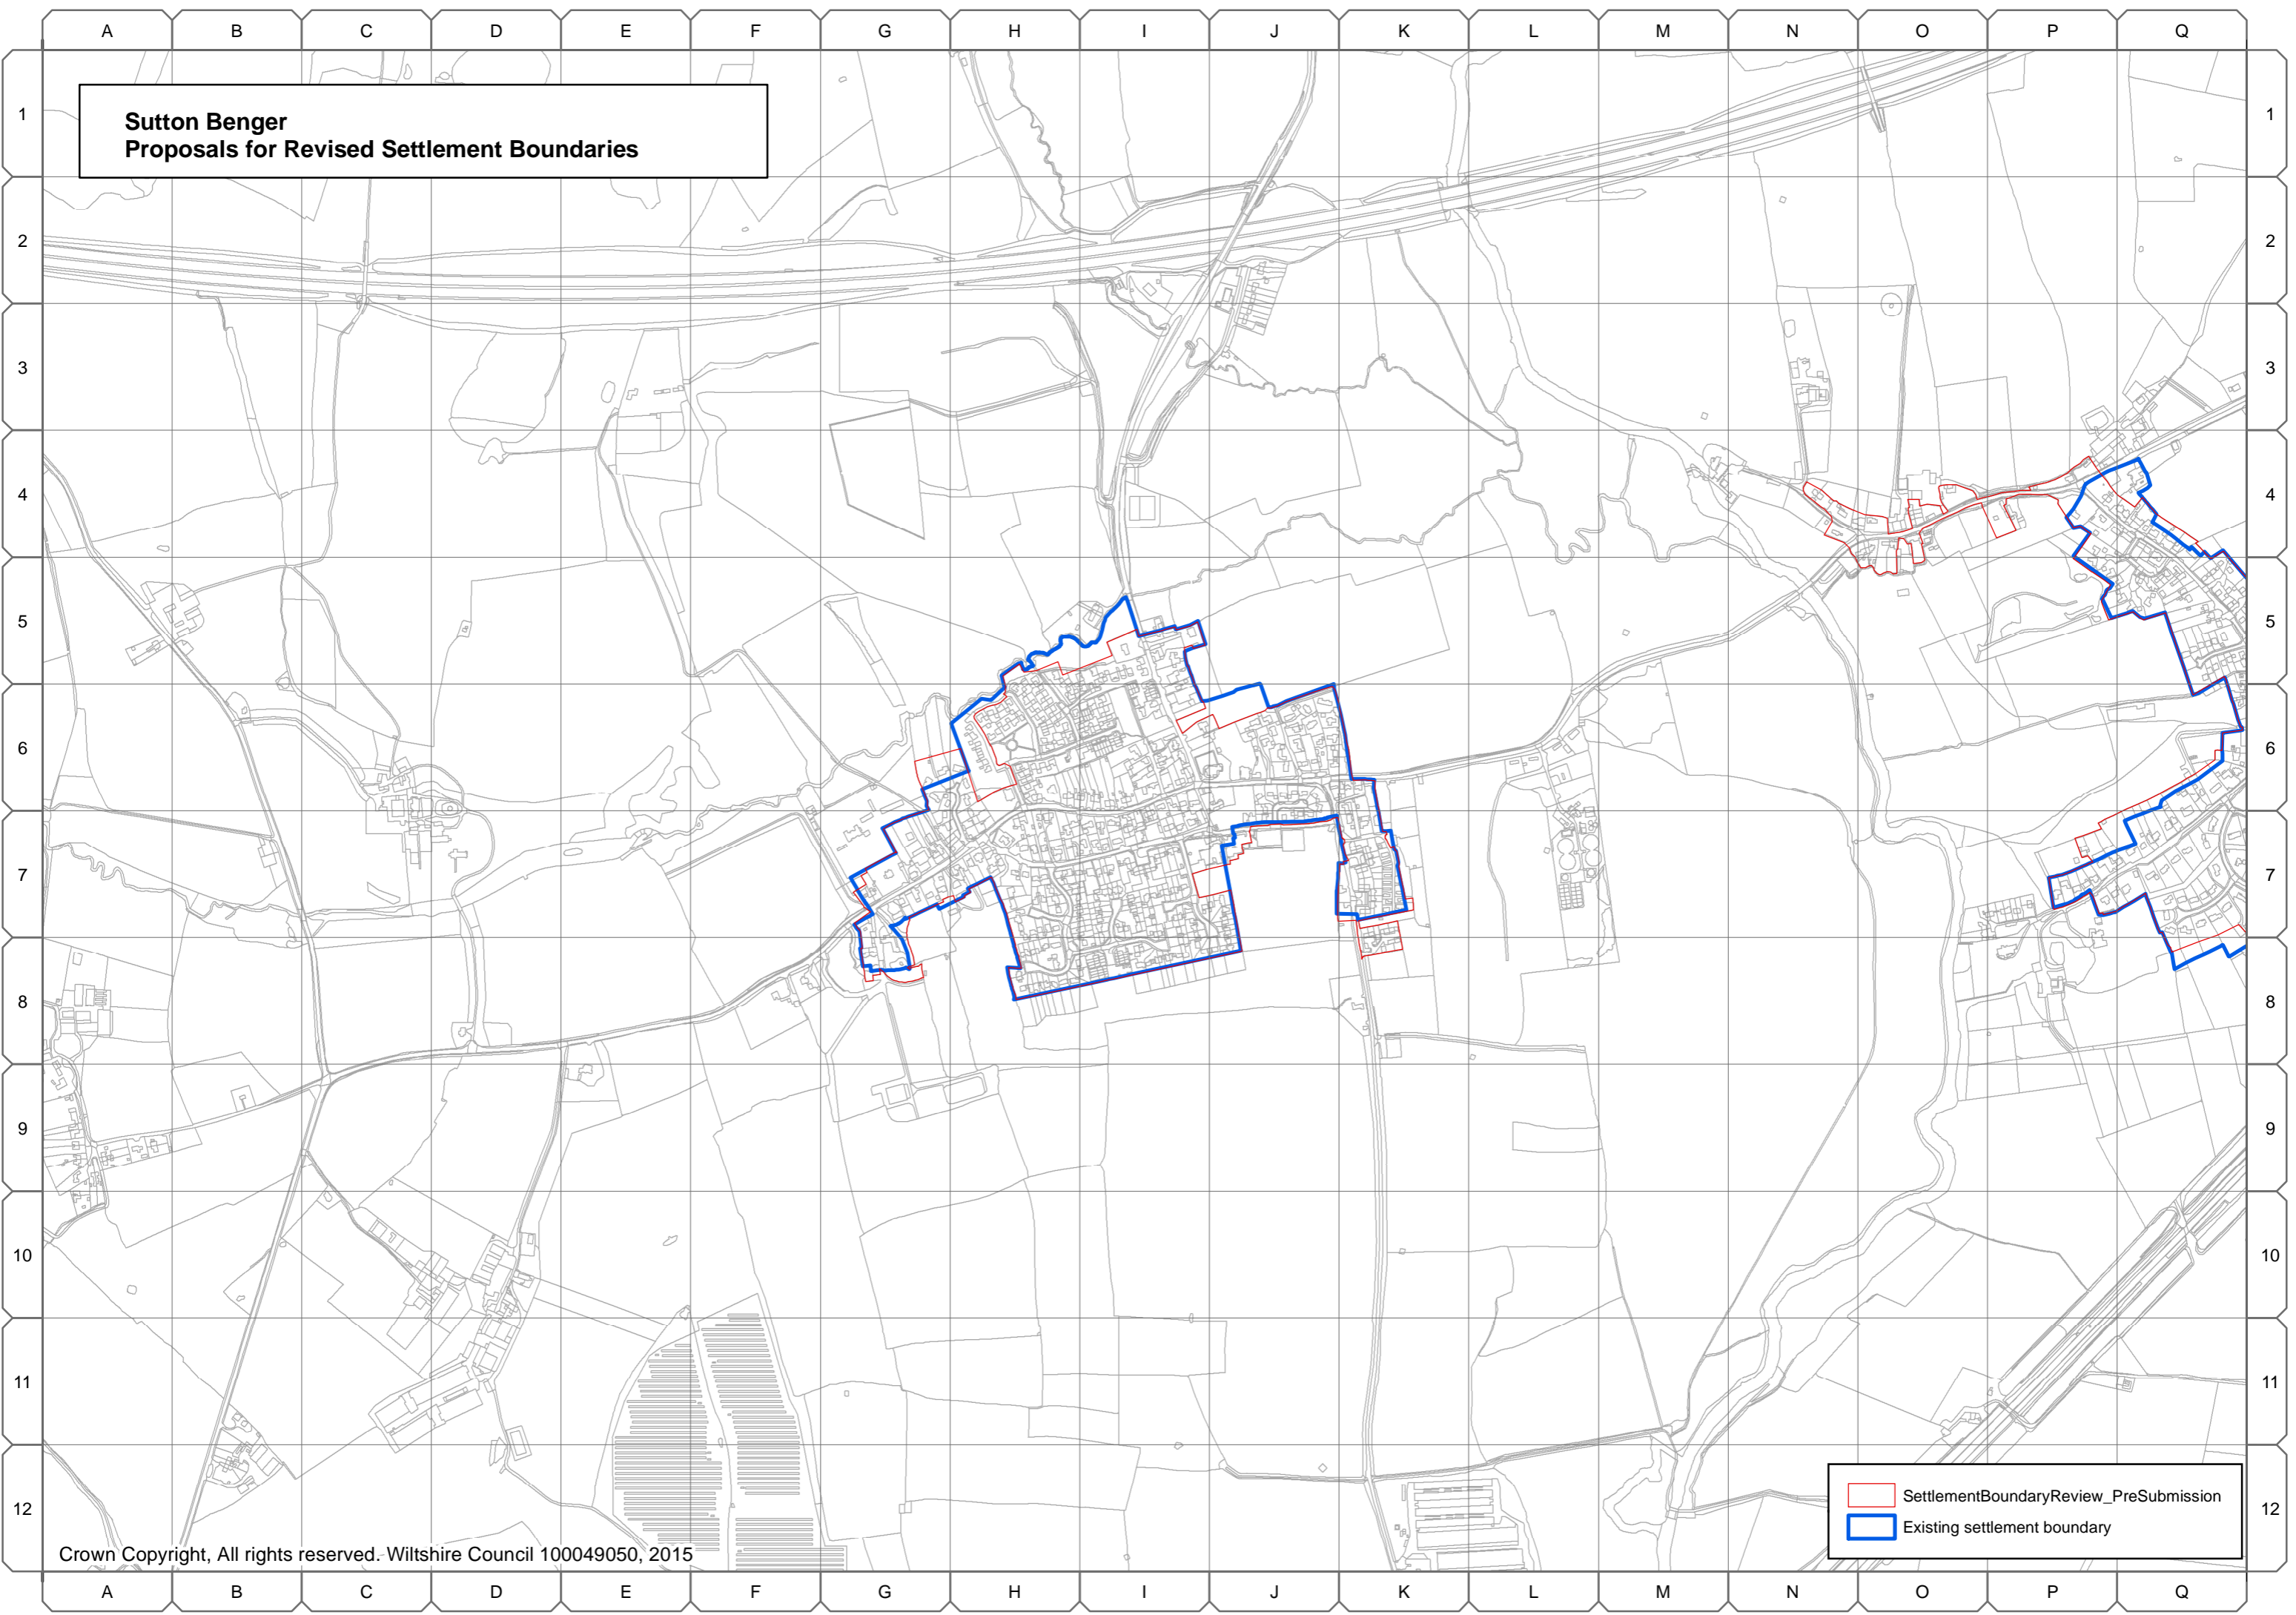 A B C D E F G H I J K L M N O P Q
Sutton Benger
Proposals for Revised Settlement Boundaries
1 1
2 2
3 3
4 4
5 5
6 6
7 7
8 8
9 9
10 10
11 11
12 12
SettlementBoundaryReview_PreSubmission
Existing settlement boundary
Crown Copyright, All rights reserved. Wiltshire Council 100049050, 2015
A B C D E F G H I J K L M N O P Q